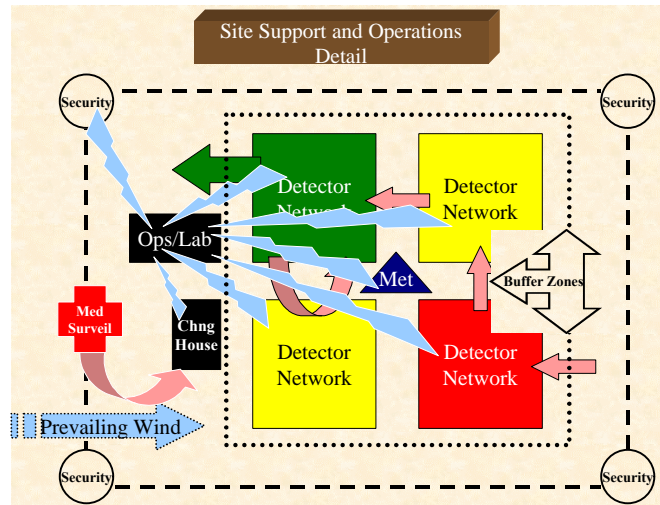 Site Support and Operations
Detail
Security
Security
Detector
Network
Detector
Network
Ops/Lab
Met
Buffer Zones
Med
Surveil
Chng
House
Detector
Network
Detector
Network
Prevailing Wind
Security
Security